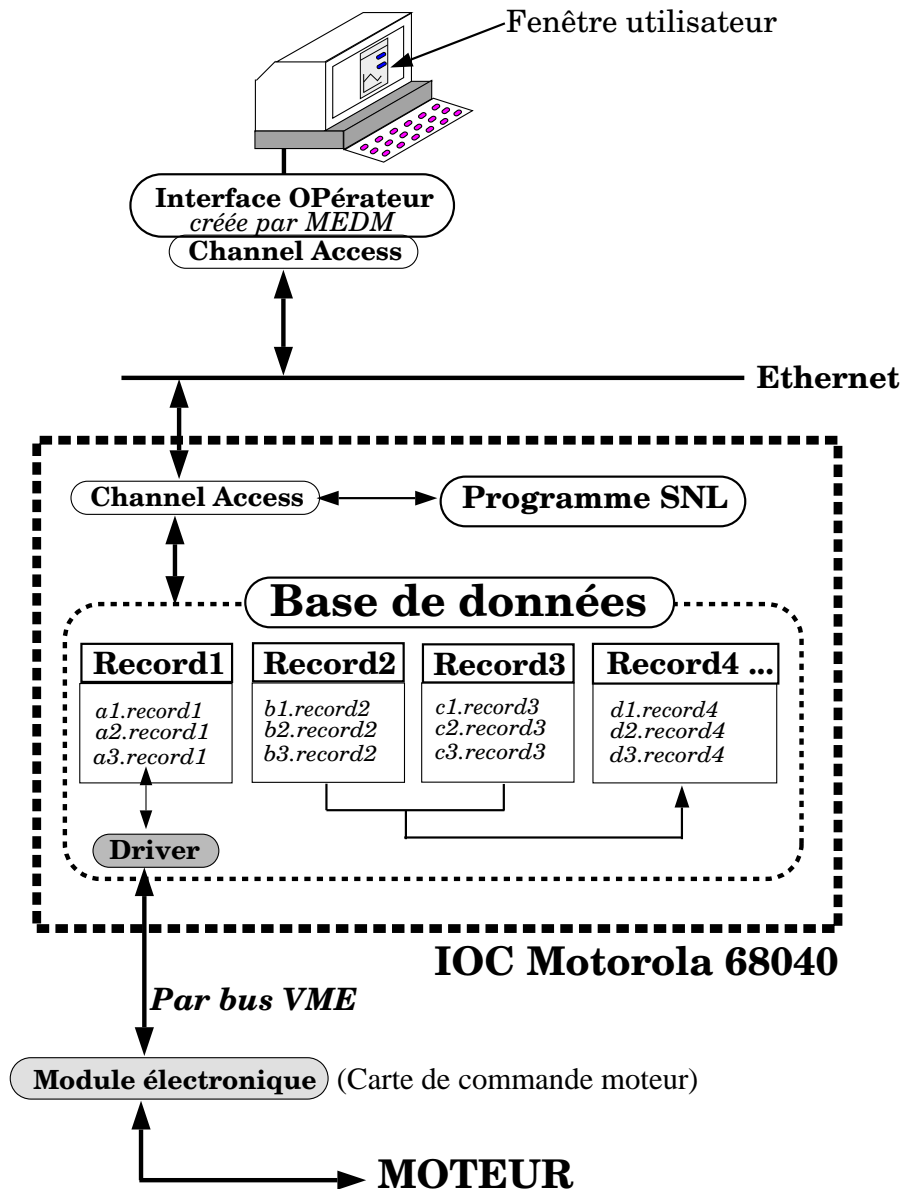 Fenêtre utilisateur
Interface OPérateur
créée par MEDM
Channel Access
Ethernet
Channel Access
Programme SNL
Base de données
Record1
Record2
Record3
Record4 ...
a1.record1
a2.record1
a3.record1
b1.record2
b2.record2
b3.record2
c1.record3
c2.record3
c3.record3
d1.record4
d2.record4
d3.record4
Driver
IOC Motorola 68040
Par bus VME
Module électronique (Carte de commande moteur)
MOTEUR